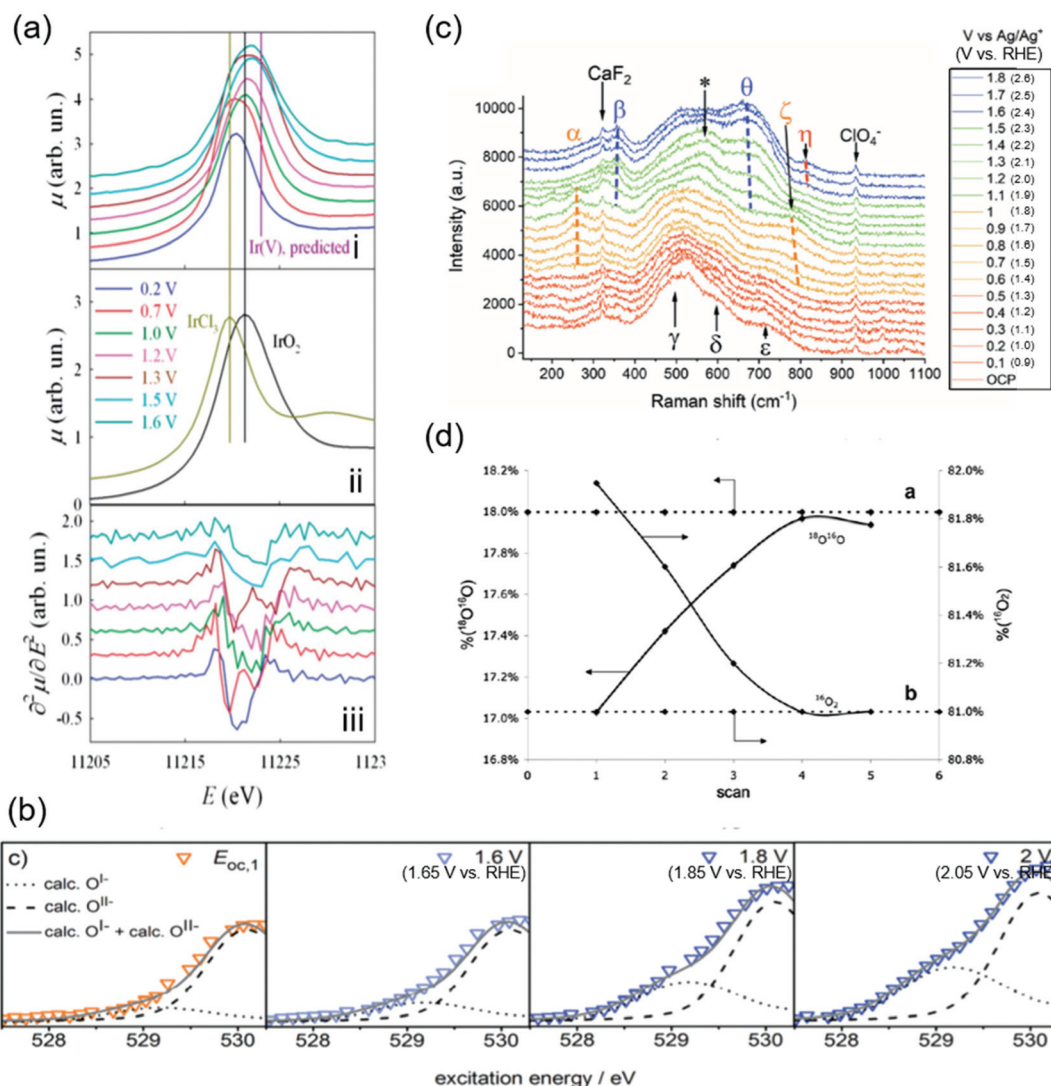 (a)
5
4
3
2
1
μ (arb. un.)
Ir(V), predicted
i
3
2
1
0
μ (arb. un.)
IrCl₃
IrO₂
0.2 V
0.7 V
1.0 V
1.2. V
1.3 V
1.5 V
1.6 V
ii
2.0
1.5
1.0
0.5
0.0
-0.5
∂²μ/∂E² (arb. un.)
iii
11205 11215 11225 1123
E (eV)
(c)
10000
8000
6000
4000
2000
0
Intensity (a.u.)
CaF₂
α
β
*
θ
ζ
η
ClO₄⁻
γ
δ
ε
200 300 400 500 600 700 800 900 1000 1100
Raman shift (cm⁻¹)
V vs Ag/Ag⁺
(V vs. RHE)
1.8 (2.6)
1.7 (2.5)
1.6 (2.4)
1.5 (2.3)
1.4 (2.2)
1.3 (2.1)
1.2 (2.0)
1.1 (1.9)
1 (1.8)
0.9 (1.7)
0.8 (1.6)
0.7 (1.5)
0.6 (1.4)
0.5 (1.3)
0.4 (1.2)
0.3 (1.1)
0.2 (1.0)
0.1 (0.9)
OCP
(d)
18.2%
18.0%
17.8%
17.6%
17.4%
17.2%
17.0%
16.8%
%(¹⁸O¹⁶O)
a
¹⁸O¹⁶O
b
¹⁶O₂
82.0%
81.8%
81.6%
81.4%
81.2%
81.0%
80.8%
%(¹⁶O₂)
0 1 2 3 4 5 6
scan
(b)
c)
E oc,1
calc. O^I-
calc. O^II-
calc. O^I- + calc. O^II-
1.6 V
(1.65 V vs. RHE)
1.8 V
(1.85 V vs. RHE)
2 V
(2.05 V vs. RHE)
528 529 530 528 529 530 528 529 530 528 529 530
excitation energy / eV